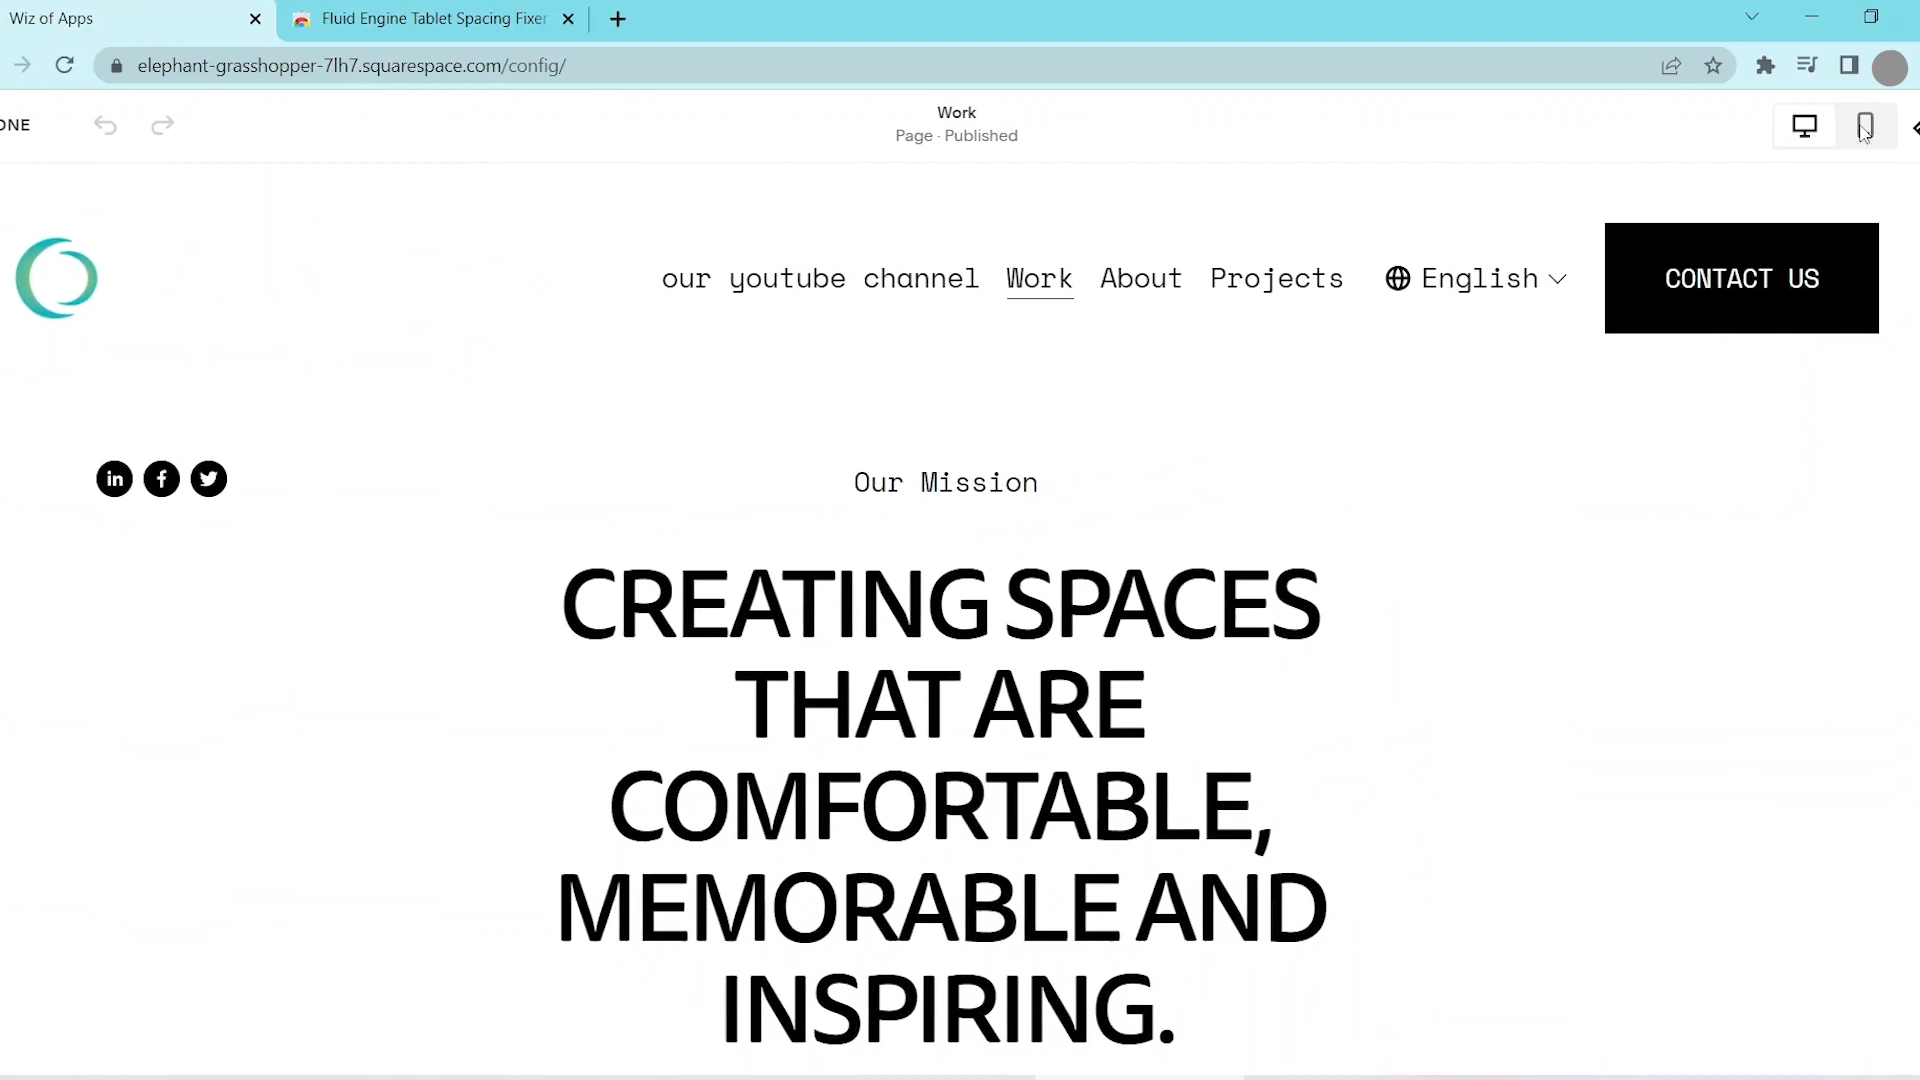 Wiz of Apps
Fluid Engine Tablet Spacing Fixer
elephant-grasshopper-7lh7.squarespace.com/config/
ONE
Work
Page · Published
our youtube channel Work About Projects English CONTACT US
in f
Our Mission
CREATING SPACES
THAT ARE
COMFORTABLE,
MEMORABLE AND
INSPIRING.